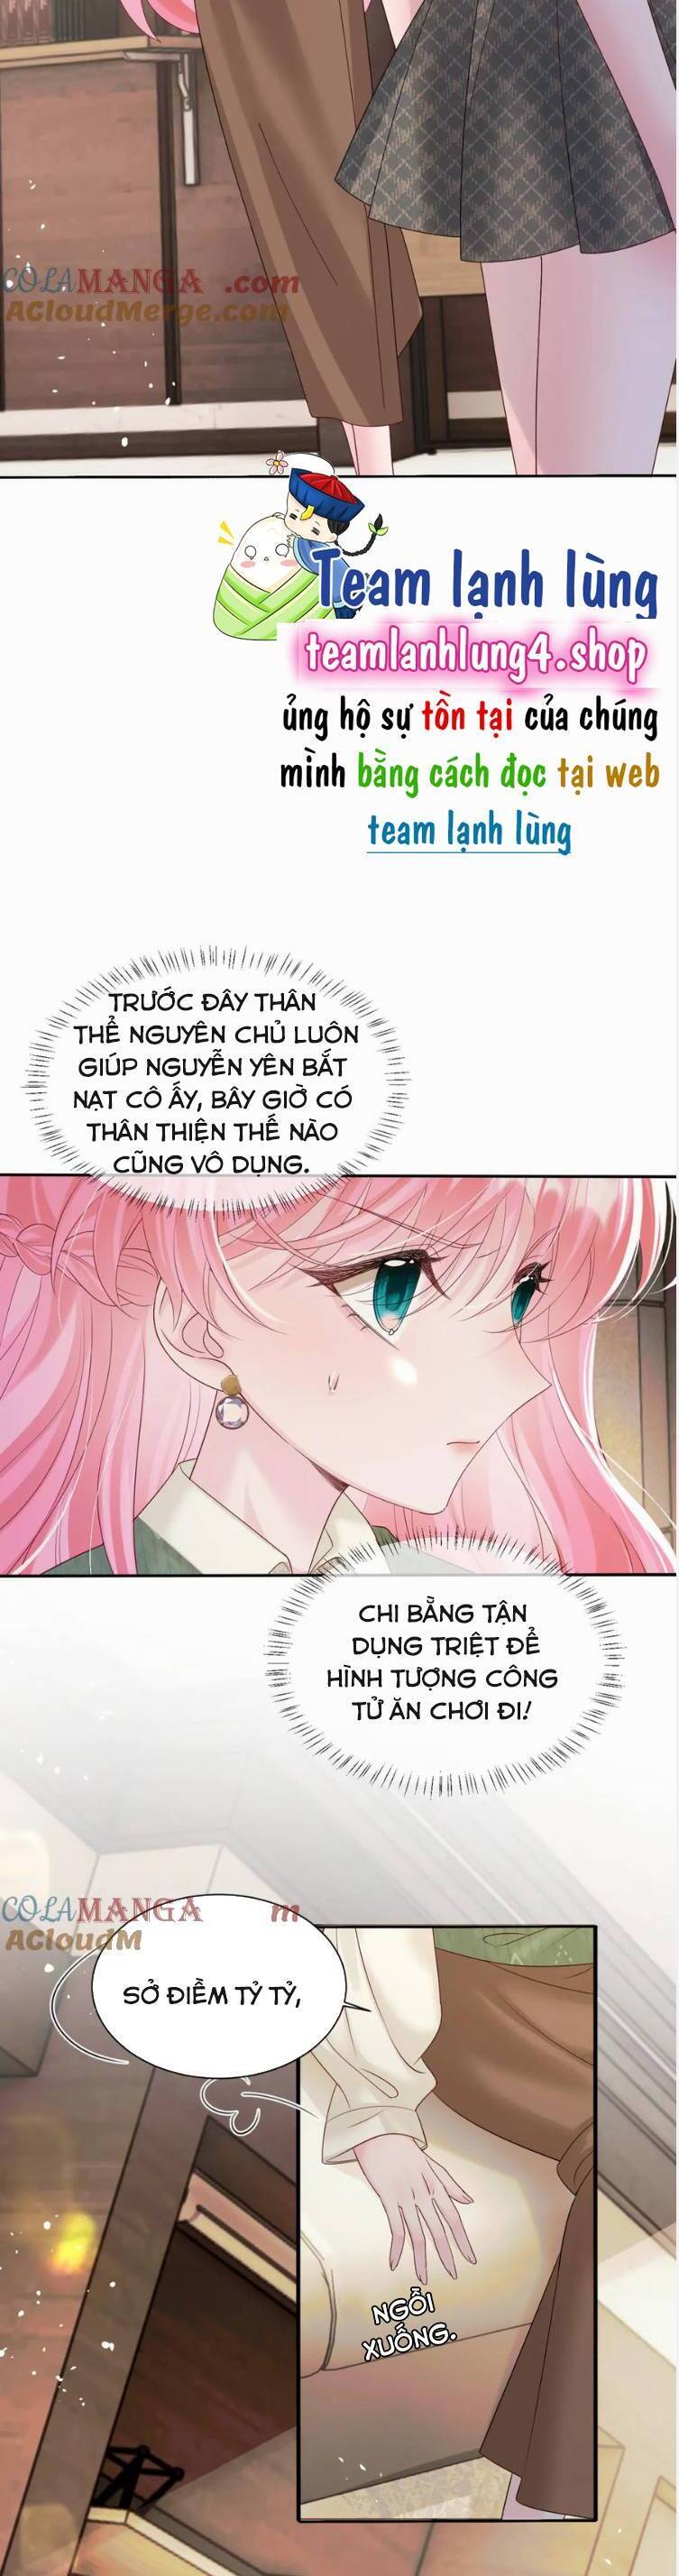 COLAMANGA .com
ACloudMerge.com
Team lạnh lùng
teamlanhlung4.shop
ủng hộ sự tồn tại của chúng
mình bằng cách đọc tại web
team lạnh lùng
TRƯỚC ĐÂY THÂN
THỂ NGUYÊN CHỦ LUÔN
GIÚP NGUYỄN YÊN BẮT
NẠT CÔ ẤY, BÂY GIỜ CÓ
THÂN THIỆN THẾ NÀO
CŨNG VÔ DỤNG.
CHI BẰNG TẬN
DỤNG TRIỆT ĐỂ
HÌNH TƯỢNG CÔNG
TỬ ĂN CHƠI ĐI!
COLAMANGA m
ACloudM
SỞ ĐIỀM TỶ TỶ,
NGỒI
XUỐNG.